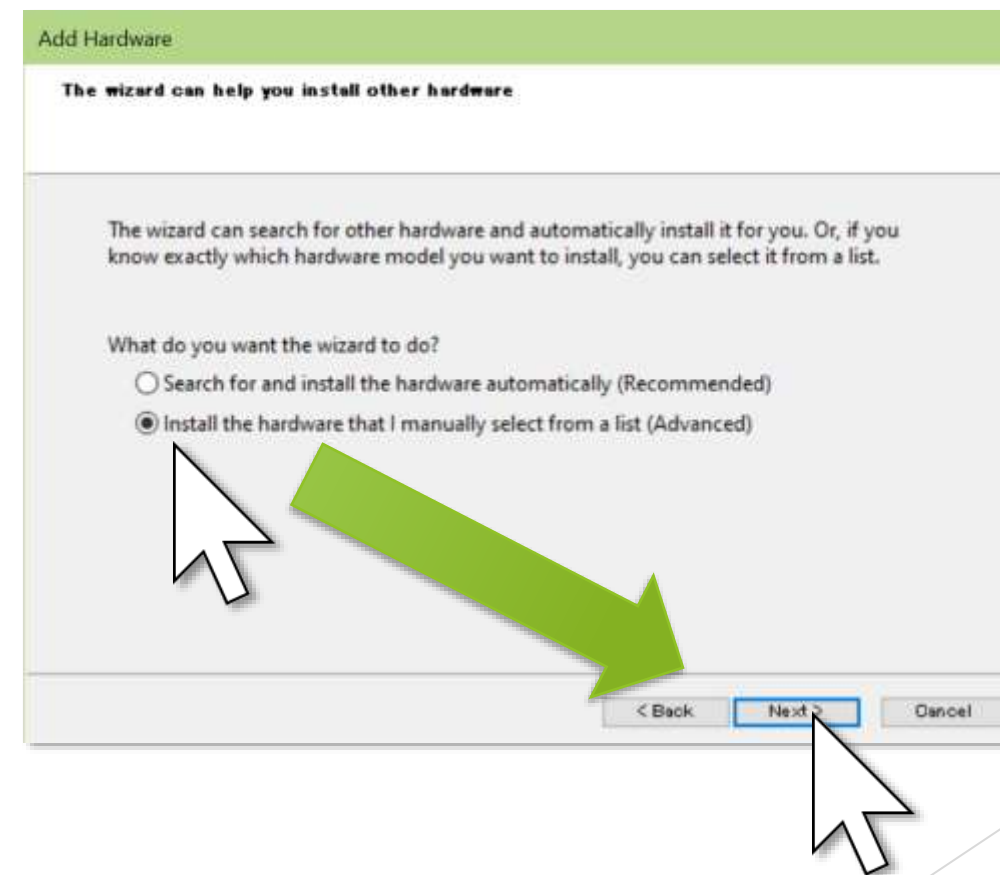 Add Hardware
The wizard can help you install other hardware
The wizard can search for other hardware and automatically install it for you. Or, if you
know exactly which hardware model you want to install, you can select it from a list.
What do you want the wizard to do?
Search for and install the hardware automatically (Recommended)
Install the hardware that I manually select from a list (Advanced)
< Back Next > Cancel